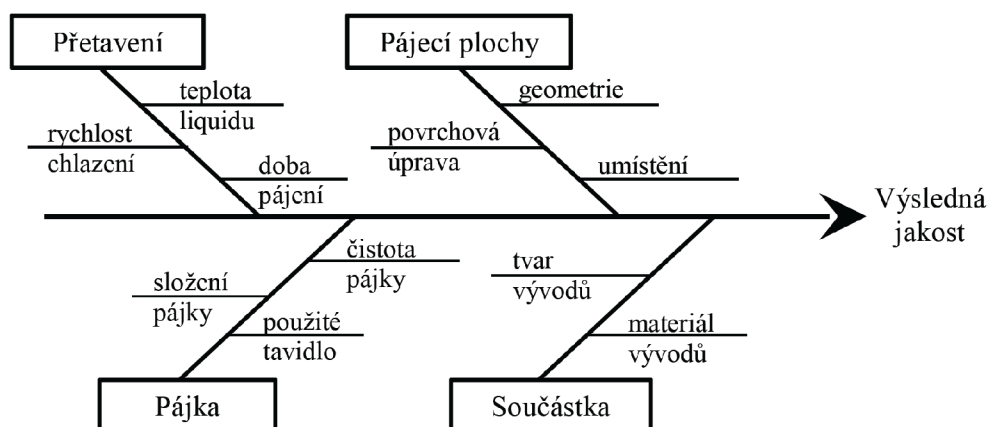 Přetavení
Pájecí plochy
teplota
liquidu
rychlost
chlazení
doba
pájení
geometrie
povrchová
úprava
umístění
Výsledná
jakost
čistota
pájky
složení
pájky
použité
tavidlo
tvar
vývodů
materiál
vývodů
Pájka
Součástka